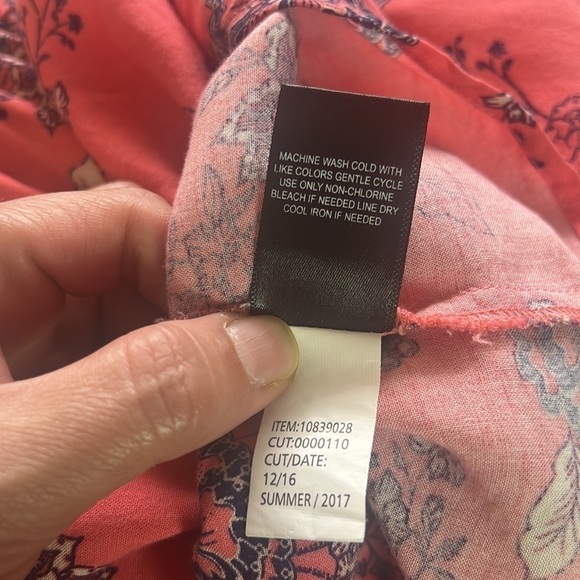 MACHINE WASH COLD WITH
LIKE COLORS GENTLE CYCLE
USE ONLY NON-CHLORINE
BLEACH IF NEEDED LINE DRY
COOL IRON IF NEEDED
ITEM:10839028
CUT:0000110
CUT/DATE:
12/16
SUMMER / 2017